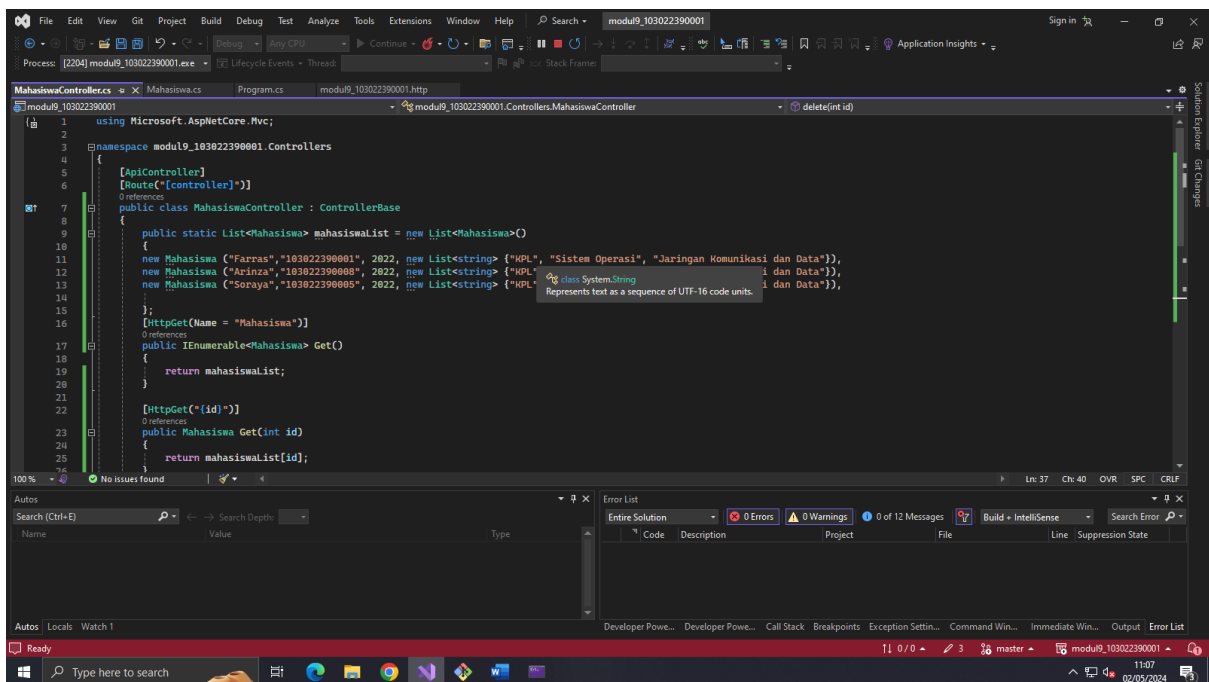 File Edit View Git Project Build Debug Test Analyze Tools Extensions Window Help Search modul9_103022390001 Sign in
Debug Any CPU Continue Application Insights
Process: [2204] modul9_103022390001.exe Lifecycle Events Thread: Stack Frame:
MahasiswaController.cs Mahasiswa.cs Program.cs modul9_103022390001.http
modul9_103022390001 modul9_103022390001.Controllers.MahasiswaController delete(int id)
Solution Explorer
Git Changes
1 using Microsoft.AspNetCore.Mvc;
2
3 namespace modul9_103022390001.Controllers
4 {
5 [ApiController]
6 [Route("[controller]")]
0 references
7 public class MahasiswaController : ControllerBase
8 {
9 public static List<Mahasiswa> mahasiswaList = new List<Mahasiswa>()
10 {
11 new Mahasiswa ("Farras","103022390001", 2022, new List<string> {"KPL", "Sistem Operasi", "Jaringan Komunikasi dan Data"}),
12 new Mahasiswa ("Arinza","103022390008", 2022, new List<string> {"KPL" i dan Data"}),
13 new Mahasiswa ("Soraya","103022390005", 2022, new List<string> {"KPL" i dan Data"}),
class System.String
Represents text as a sequence of UTF-16 code units.
14
15 };
16 [HttpGet(Name = "Mahasiswa")]
0 references
17 public IEnumerable<Mahasiswa> Get()
18 {
19 return mahasiswaList;
20 }
21
22 [HttpGet("{id}")]
0 references
23 public Mahasiswa Get(int id)
24 {
25 return mahasiswaList[id];
26 }
100 % No issues found Ln: 37 Ch: 40 OVR SPC CRLF
Autos
Search (Ctrl+E) Search Depth:
Name Value Type
Autos Locals Watch 1
Error List
Entire Solution 0 Errors 0 Warnings 0 of 12 Messages Build + IntelliSense Search Error
Code Description Project File Line Suppression State
Developer Powe... Developer Powe... Call Stack Breakpoints Exception Settin... Command Win... Immediate Win... Output Error List
Ready 0 / 0 3 master modul9_103022390001
Type here to search 11:07
02/05/2024